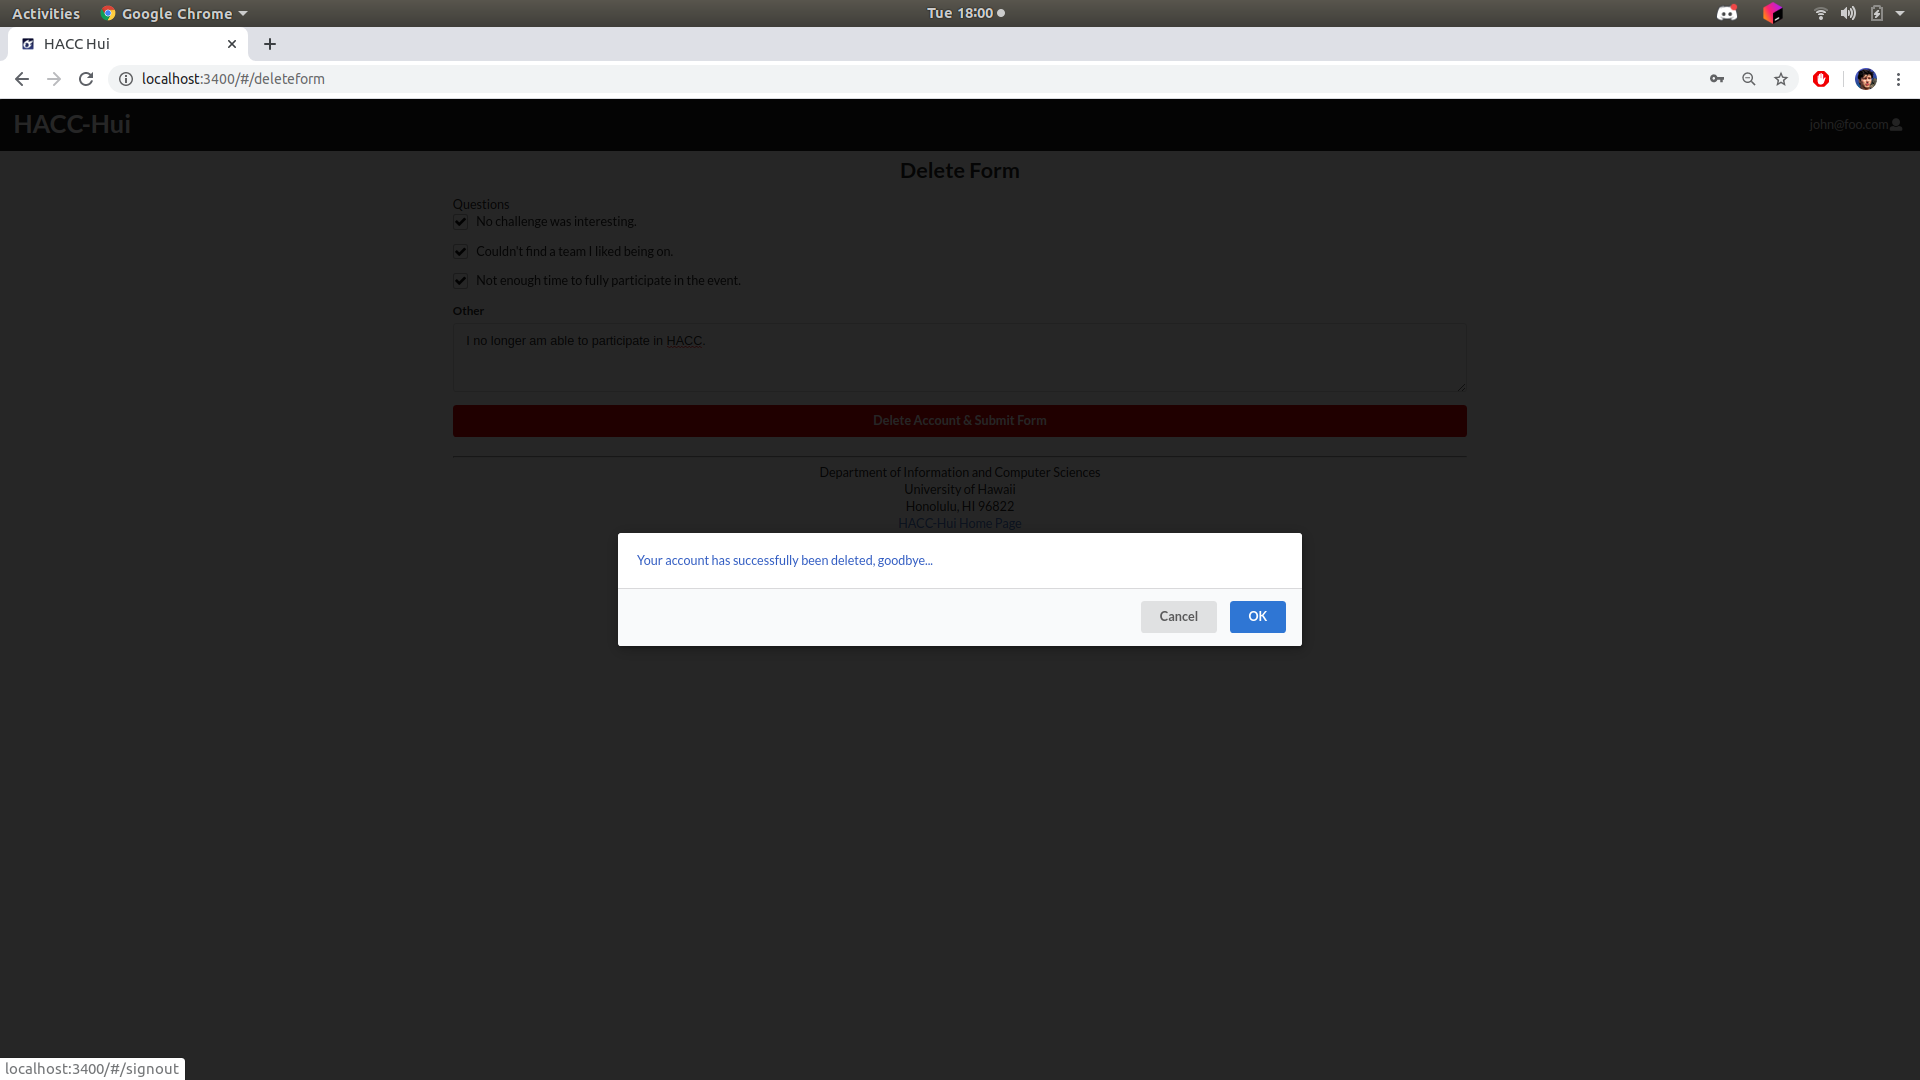 Activities
Google Chrome
Tue 18:00
HACC Hui
localhost:3400/#/deleteform
HACC-Hui
john@foo.com
Delete Form
Questions
No challenge was interesting.
Couldn't find a team I liked being on.
Not enough time to fully participate in the event.
Other
I no longer am able to participate in HACC.
Delete Account & Submit Form
Department of Information and Computer Sciences
University of Hawaii
Honolulu, HI 96822
HACC-Hui Home Page
Your account has successfully been deleted, goodbye...
Cancel
OK
localhost:3400/#/signout